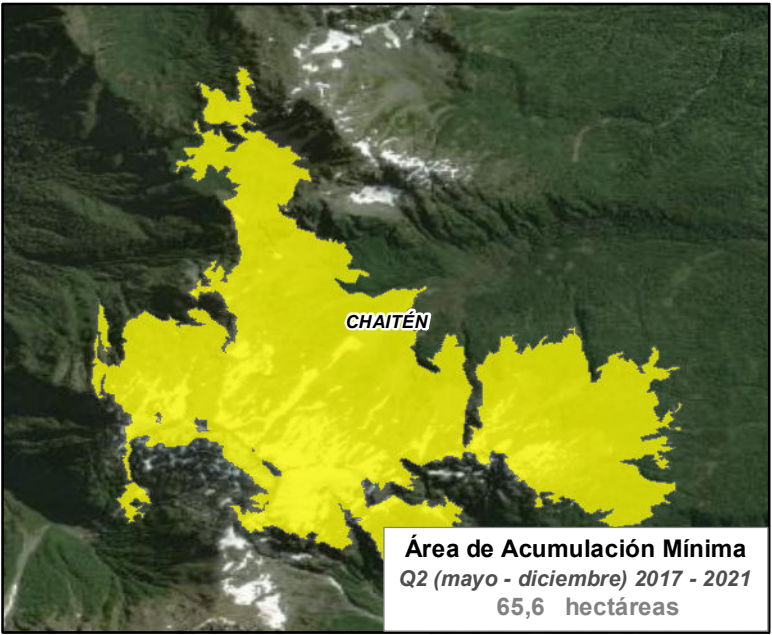 CHAITÉN
Área de Acumulación Mínima
Q2 (mayo - diciembre) 2017 - 2021
65,6 hectáreas